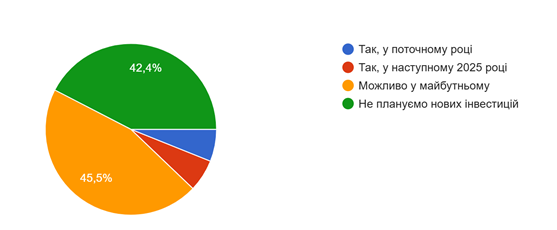 42,4%
45,5%
Так, у поточному році
Так, у наступному 2025 році
Можливо у майбутньому
Не плануємо нових інвестицій